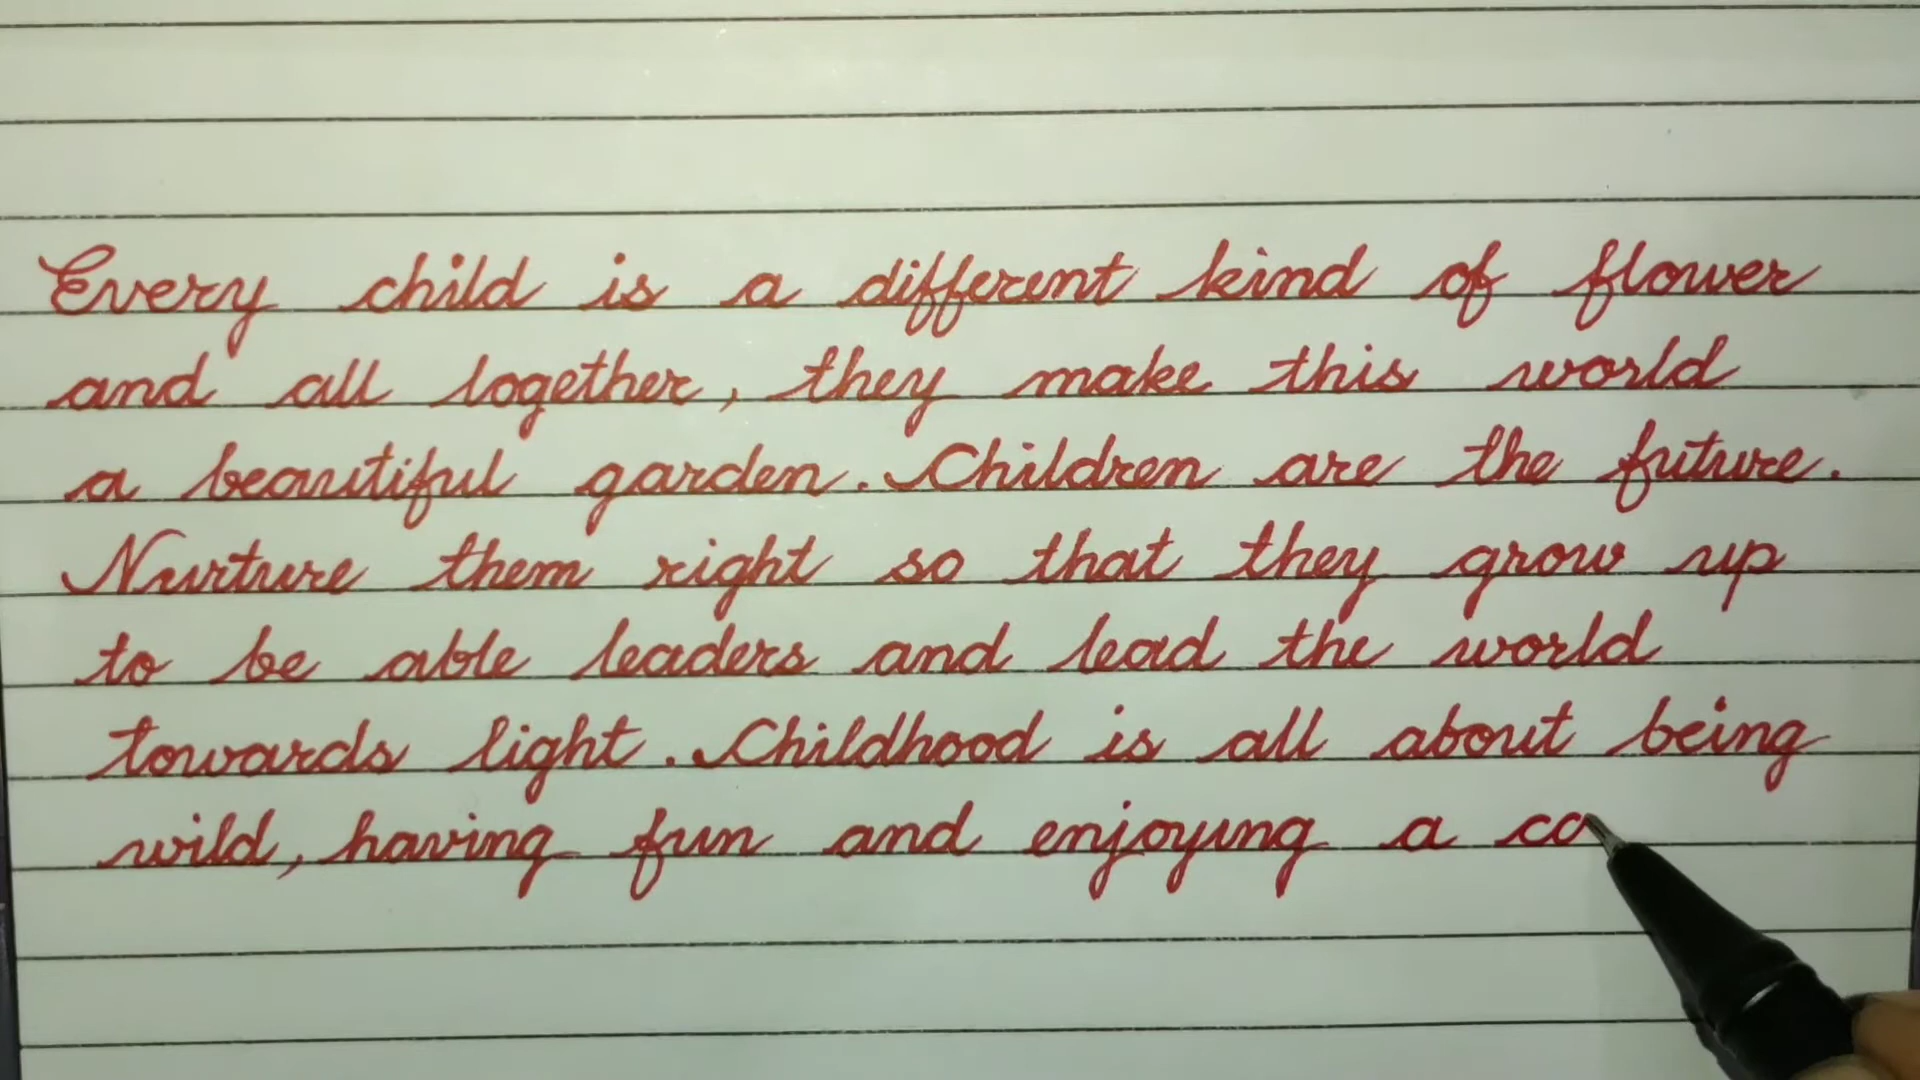 Every child is a different kind of flower
and all together, they make this world
a beautiful garden. Children are the future.
Nurture them right so that they grow up
to be able leaders and lead the world
towards light. Childhood is all about being
wild, having fun and enjoying a ca